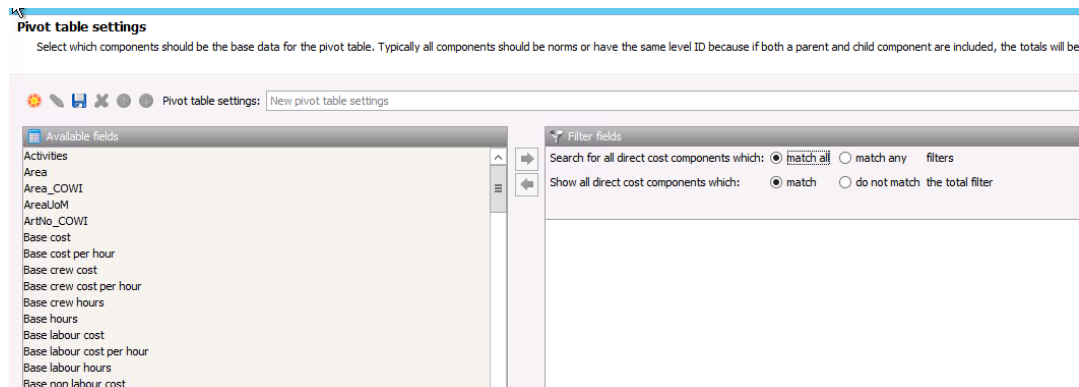 Pivot table settings
Select which components should be the base data for the pivot table. Typically all components should be norms or have the same level ID because if both a parent and child component are included, the totals will be
Pivot table settings: New pivot table settings
Available fields
Activities
Area
Area_COWI
AreaUoM
ArtNo_COWI
Base cost
Base cost per hour
Base crew cost
Base crew cost per hour
Base crew hours
Base hours
Base labour cost
Base labour cost per hour
Base labour hours
Base non labour cost
Filter fields
Search for all direct cost components which: match all match any filters
Show all direct cost components which: match do not match the total filter